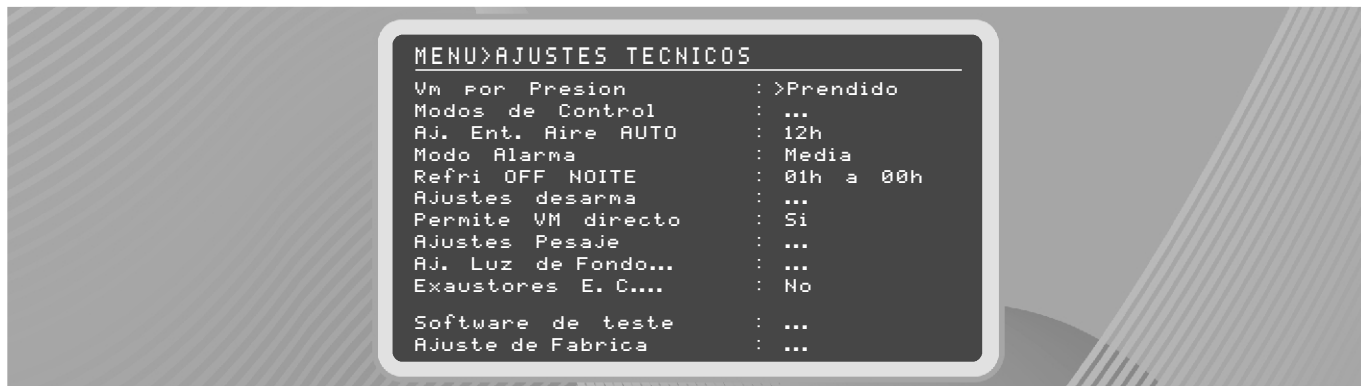 MENU>AJUSTES TECNICOS
Vm por Presion : >Prendido
Modos de Control : ...
Aj. Ent. Aire AUTO : 12h
Modo Alarma : Media
Refri OFF NOITE : 01h a 00h
Ajustes desarma : ...
Permite VM directo : Si
Ajustes Pesaje : ...
Aj. Luz de Fondo... : ...
Exaustores E.C.... : No
Software de teste : ...
Ajuste de Fabrica : ...